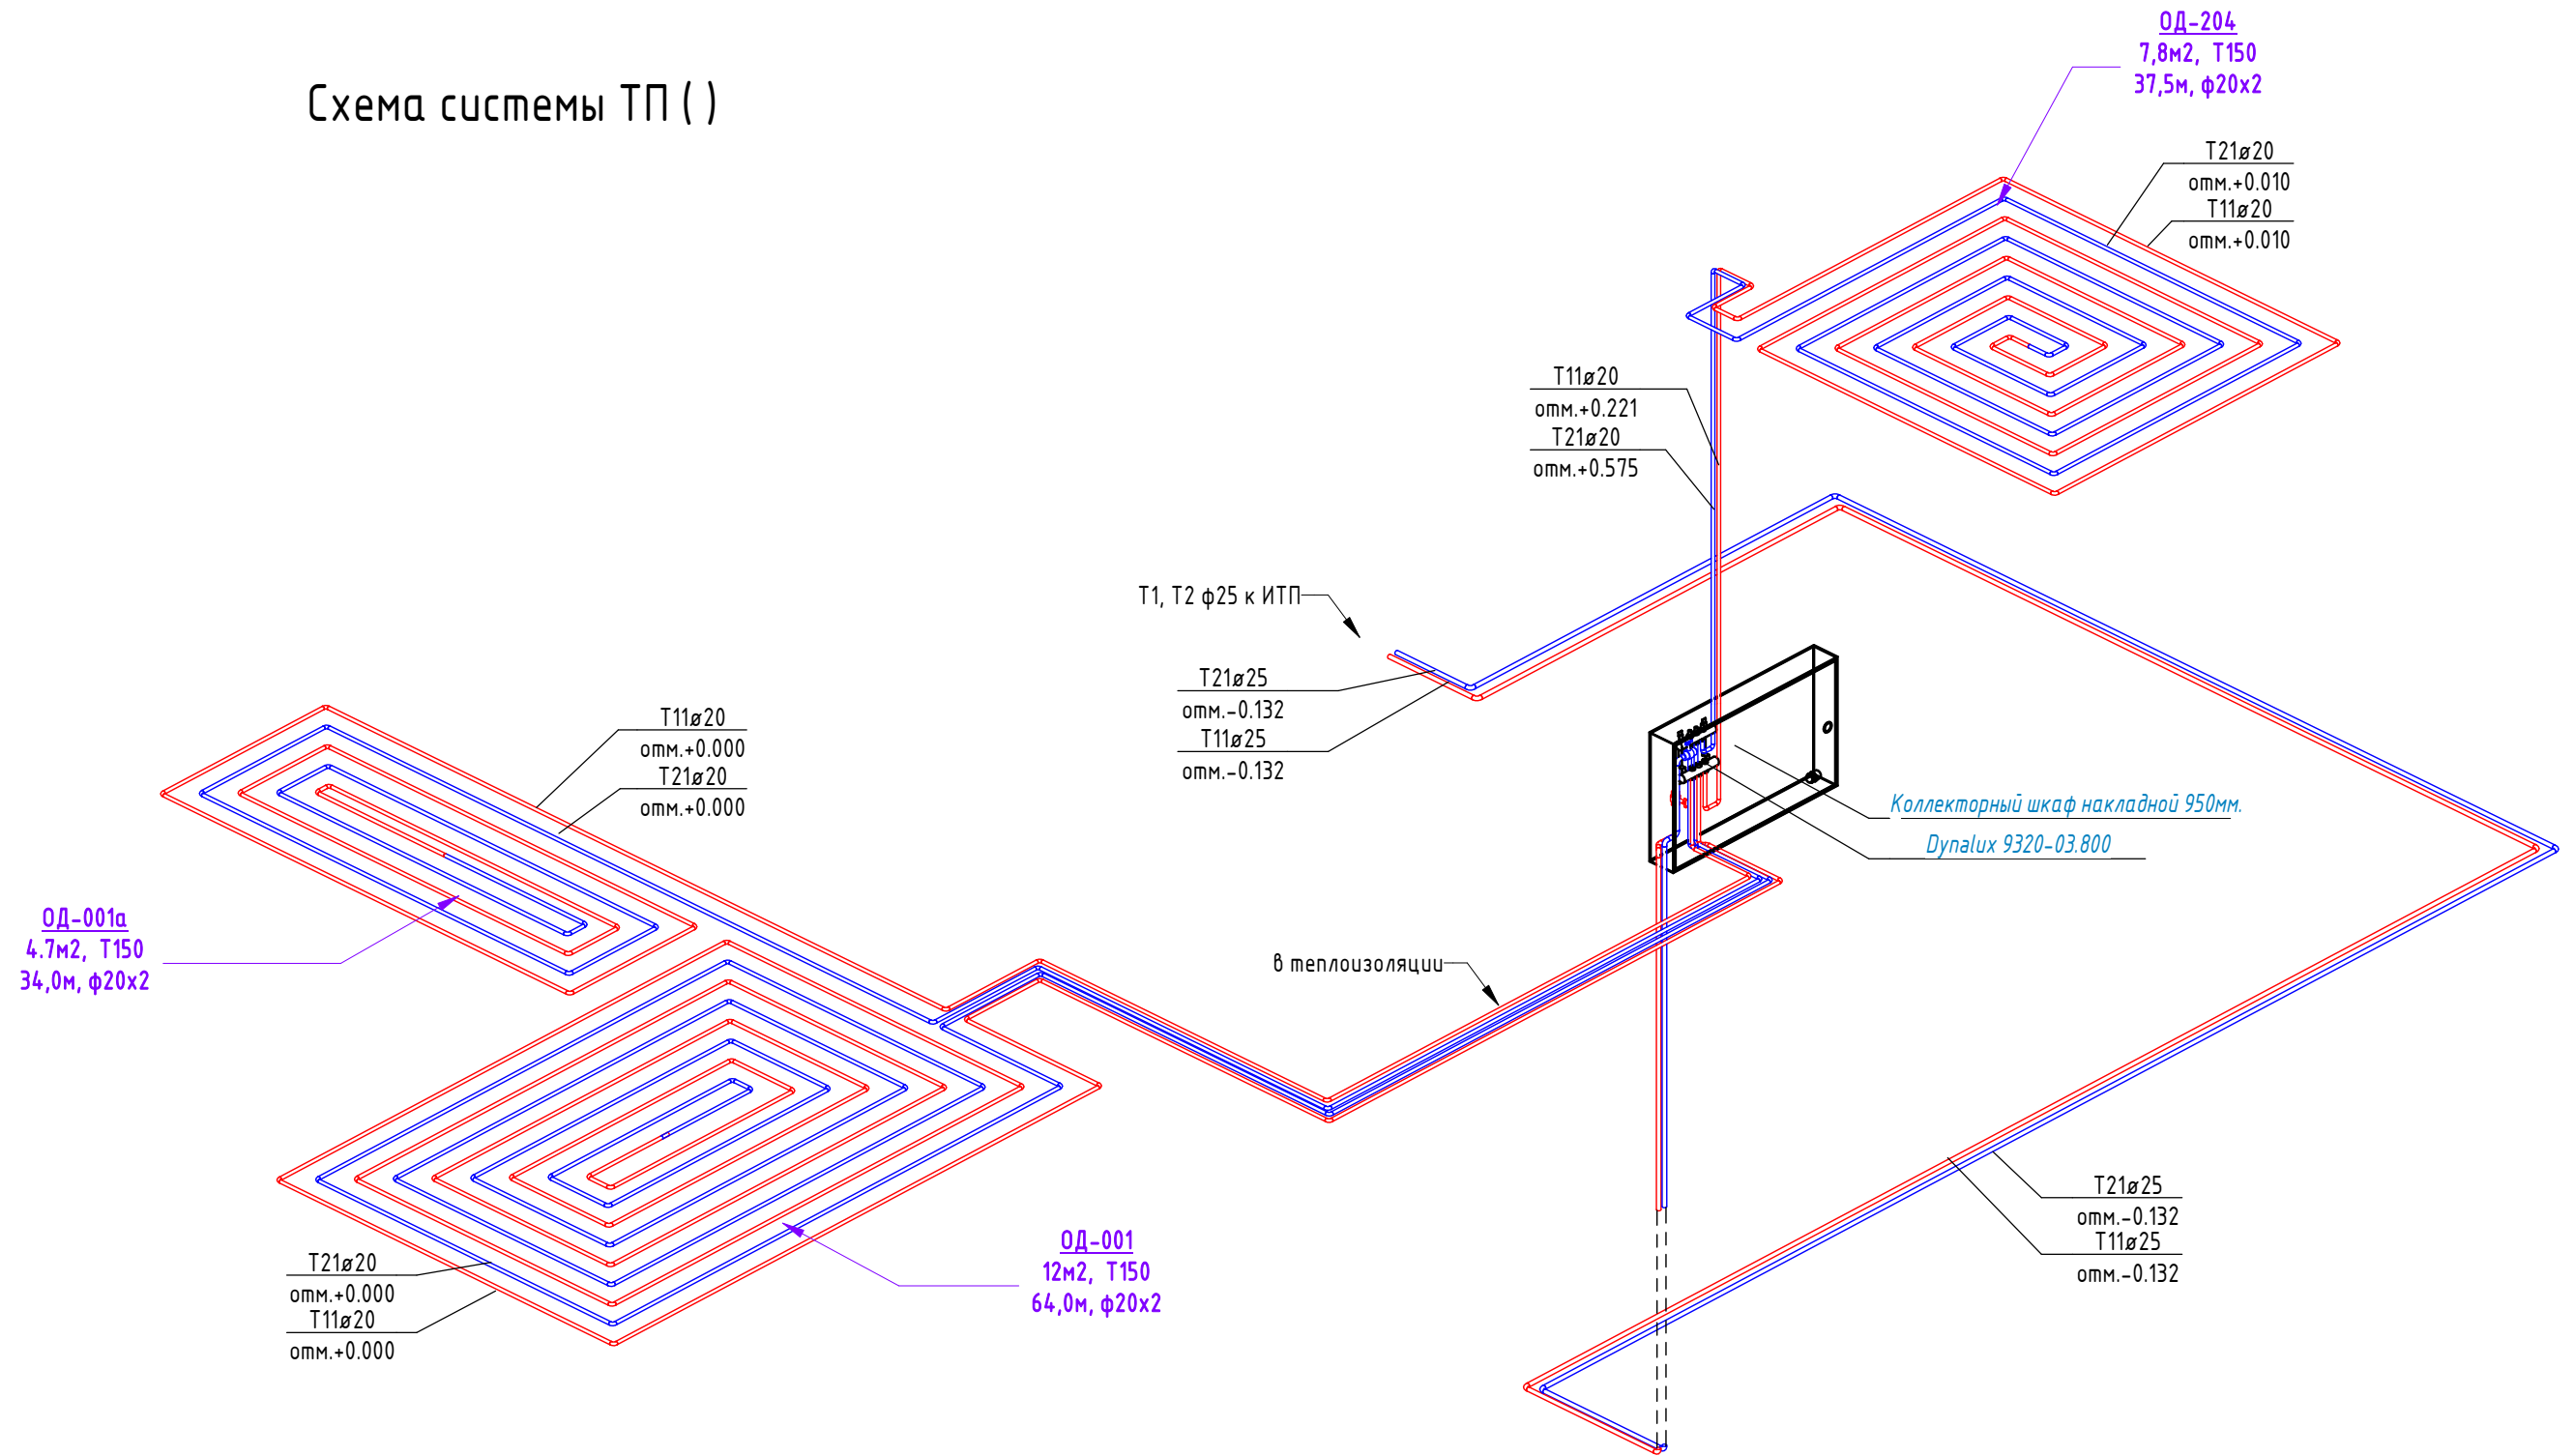 Схема системы ТП ( )
ОД-204
7,8м2, Т150
37,5м, ф20х2
Т21ø20
отм.+0.010
Т11ø20
отм.+0.010
Т11ø20
отм.+0.221
Т21ø20
отм.+0.575
Т1, Т2 ф25 к ИТП
Т21ø25
отм.-0.132
Т11ø25
отм.-0.132
Т11ø20
отм.+0.000
Т21ø20
отм.+0.000
Коллекторный шкаф накладной 950мм.
Dynalux 9320-03.800
ОД-001а
4.7м2, Т150
34,0м, ф20х2
в теплоизоляции
Т21ø25
отм.-0.132
Т11ø25
отм.-0.132
ОД-001
12м2, Т150
64,0м, ф20х2
Т21ø20
отм.+0.000
Т11ø20
отм.+0.000